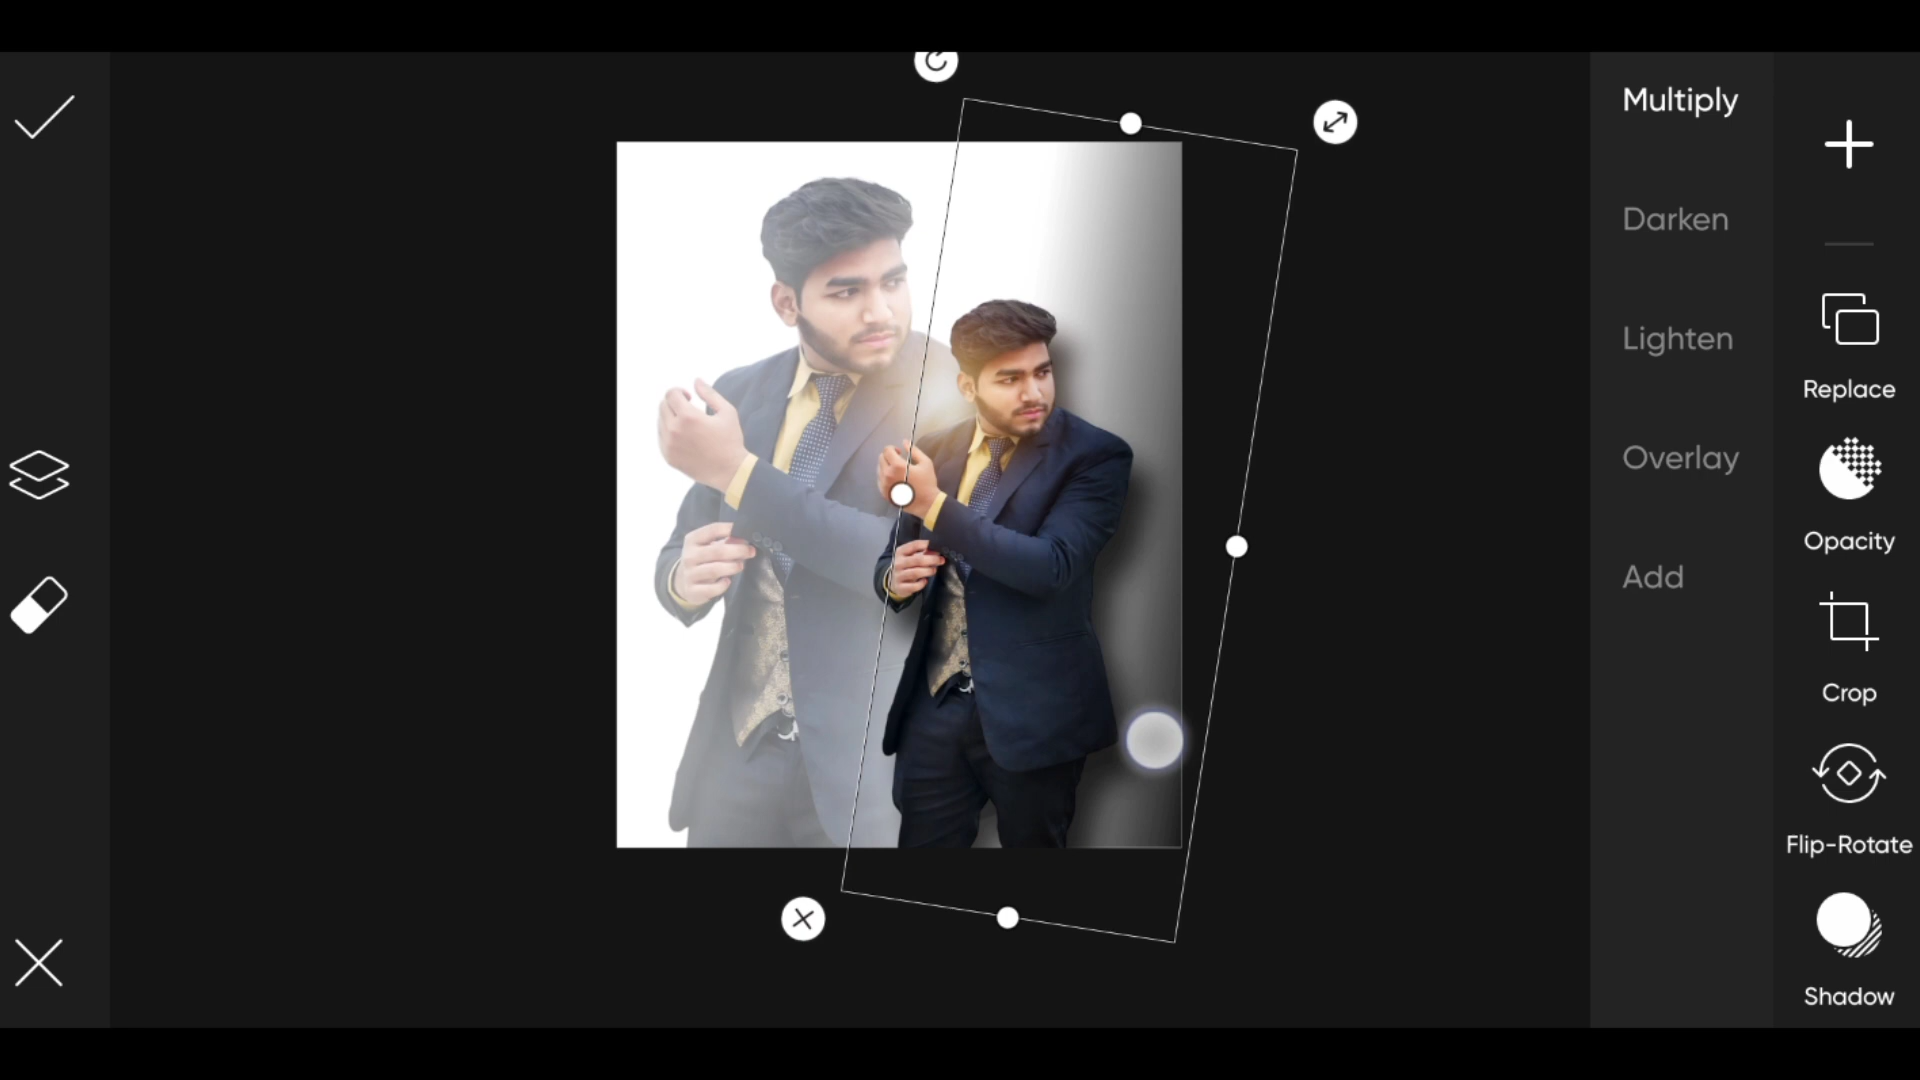 Multiply
Darken
Lighten
Overlay
Add
Replace
Opacity
Crop
Flip-Rotate
Shadow